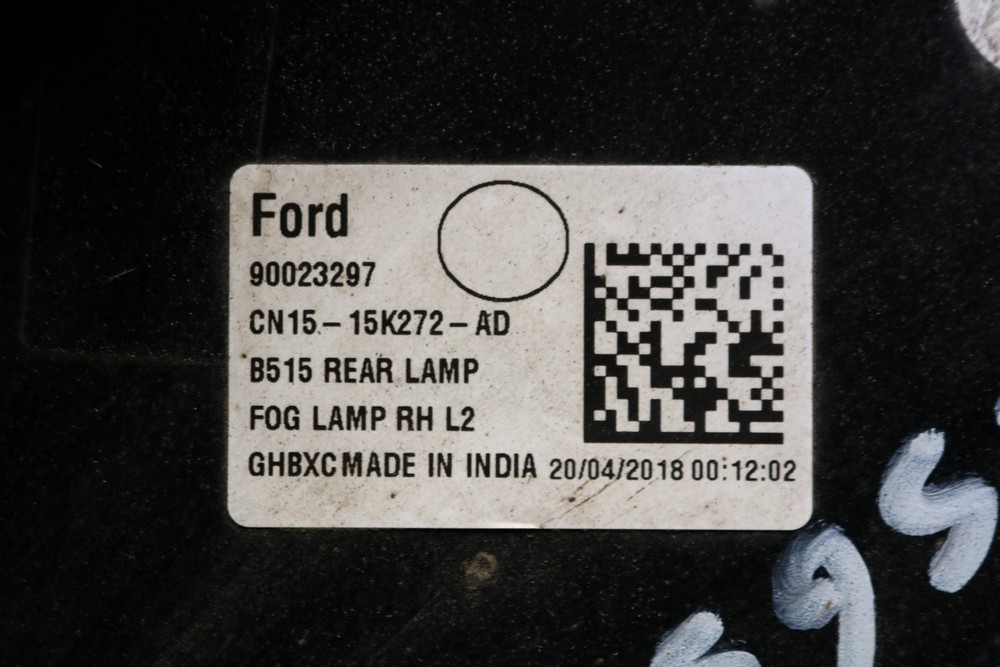 Ford
90023297
CN15-15K272-AD
B515 REAR LAMP
FOG LAMP RH L2
GHBXCMADE IN INDIA 20/04/2018 00:12:02